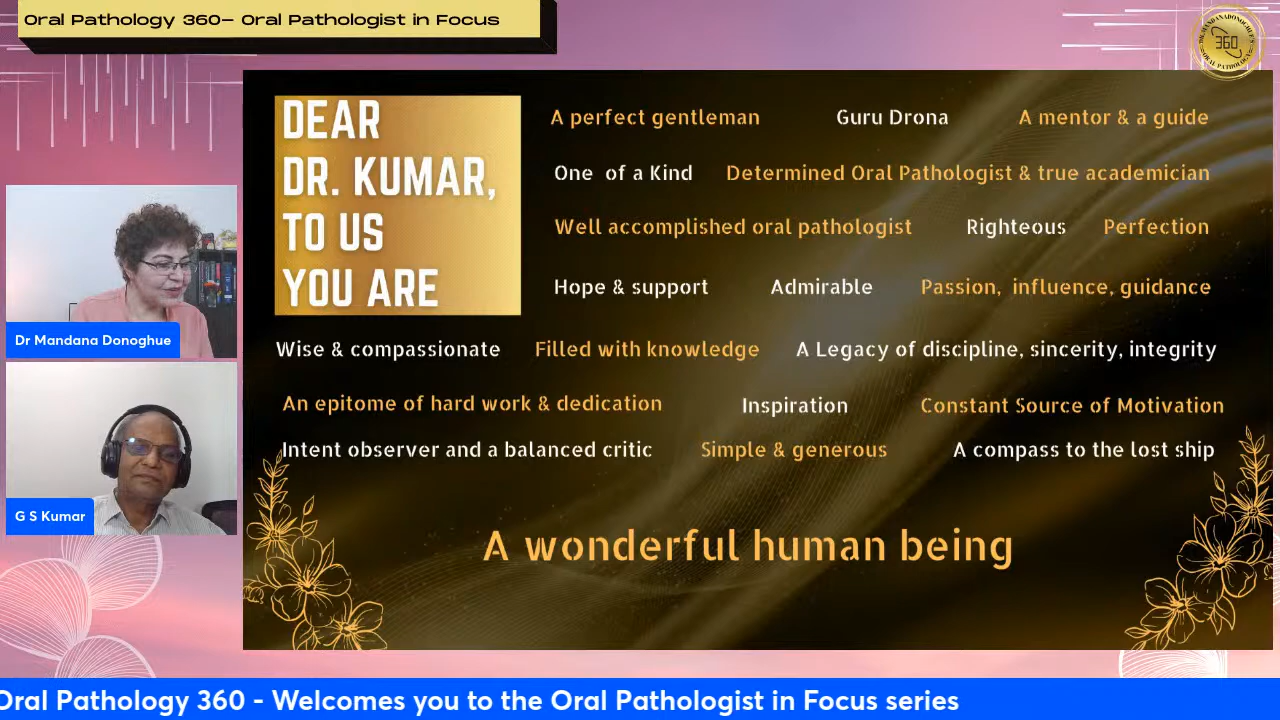 Oral Pathology 360- Oral Pathologist in Focus
360
ORAL PATHOLOGY
DEAR
DR. KUMAR,
TO US
YOU ARE
A perfect gentleman Guru Drona A mentor & a guide
One of a Kind Determined Oral Pathologist & true academician
Well accomplished oral pathologist Righteous Perfection
Hope & support Admirable Passion, influence, guidance
Wise & compassionate Filled with knowledge A Legacy of discipline, sincerity, integrity
An epitome of hard work & dedication Inspiration Constant Source of Motivation
Intent observer and a balanced critic Simple & generous A compass to the lost ship
A wonderful human being
Dr Mandana Donoghue
G S Kumar
Oral Pathology 360 - Welcomes you to the Oral Pathologist in Focus series